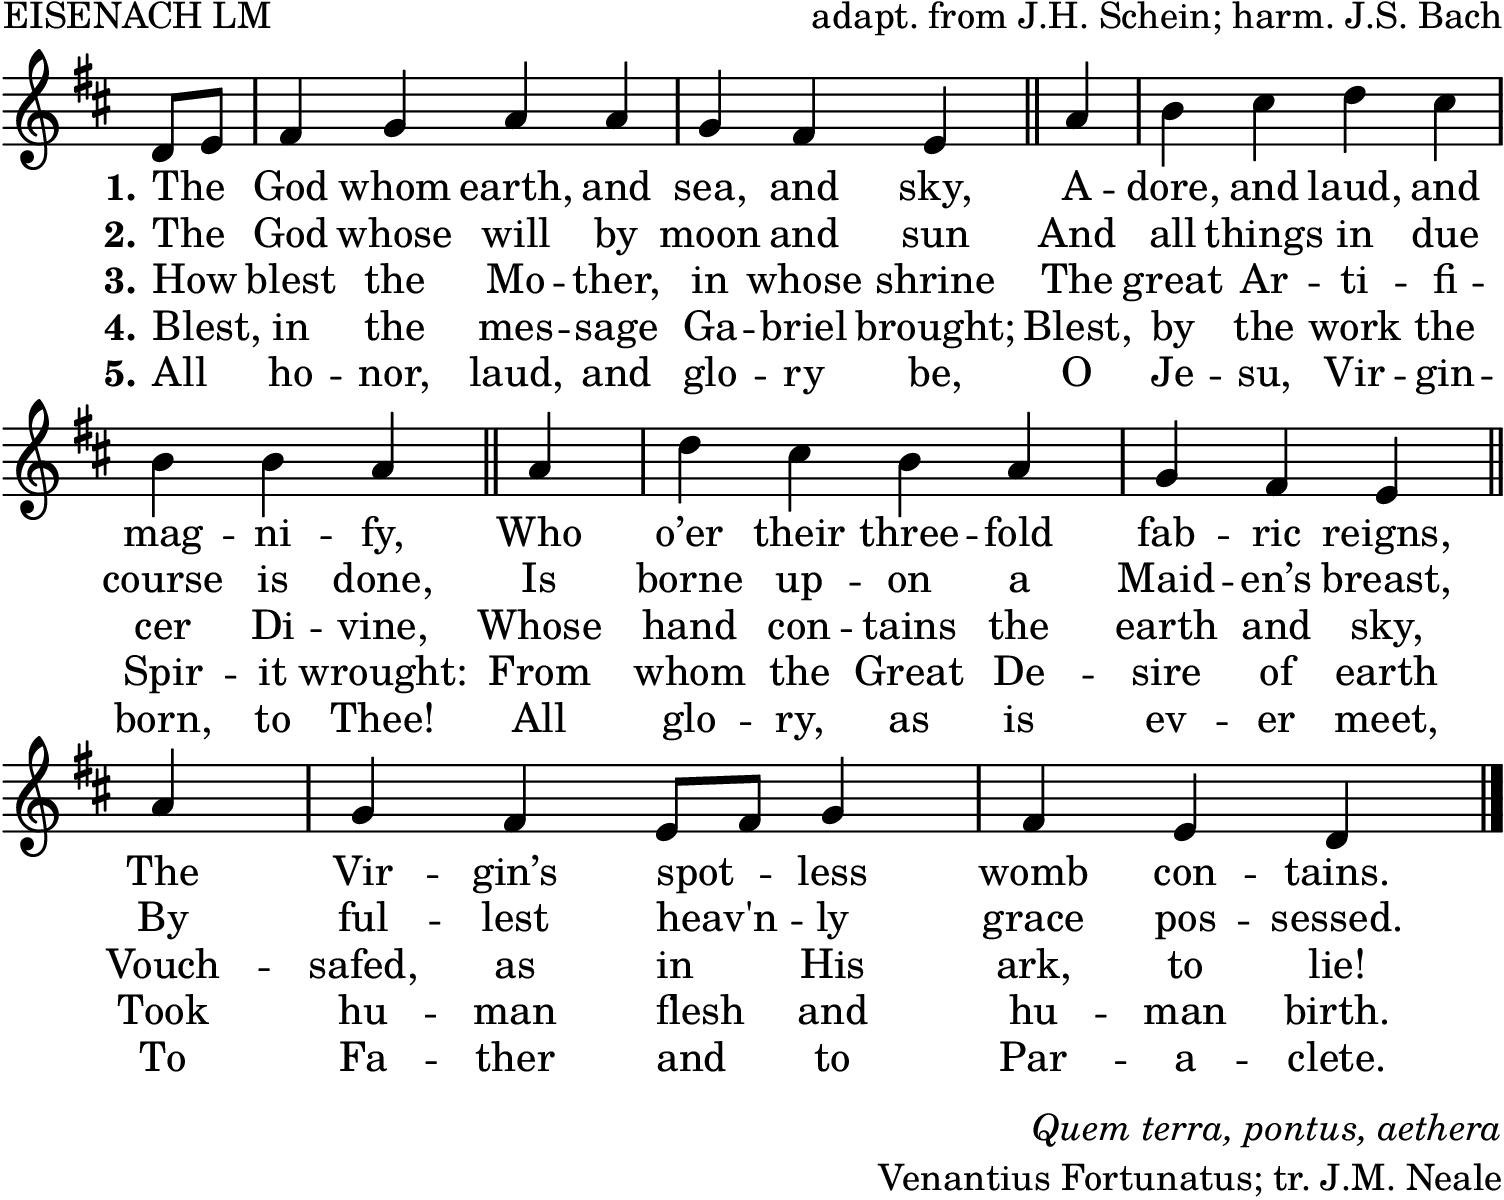 EISENACH LM adapt. from J.H. Schein; harm. J.S. Bach
1. The God whom earth, and sea, and sky, A -- dore, and laud, and
2. The God whose will by moon and sun And all things in due
3. How blest the Mo -- ther, in whose shrine The great Ar -- ti -- fi --
4. Blest, in the mes -- sage Ga -- briel brought; Blest, by the work the
5. All ho -- nor, laud, and glo -- ry be, O Je -- su, Vir -- gin --
mag -- ni -- fy, Who o’er their three -- fold fab -- ric reigns,
course is done, Is borne up -- on a Maid -- en’s breast,
cer Di -- vine, Whose hand con -- tains the earth and sky,
Spir -- it wrought: From whom the Great De -- sire of earth
born, to Thee! All glo -- ry, as is ev -- er meet,
The Vir -- gin’s spot -- less womb con -- tains.
By ful -- lest heav'n -- ly grace pos -- sessed.
Vouch -- safed, as in His ark, to lie!
Took hu -- man flesh and hu -- man birth.
To Fa -- ther and to Par -- a -- clete.
Quem terra, pontus, aethera
Venantius Fortunatus; tr. J.M. Neale